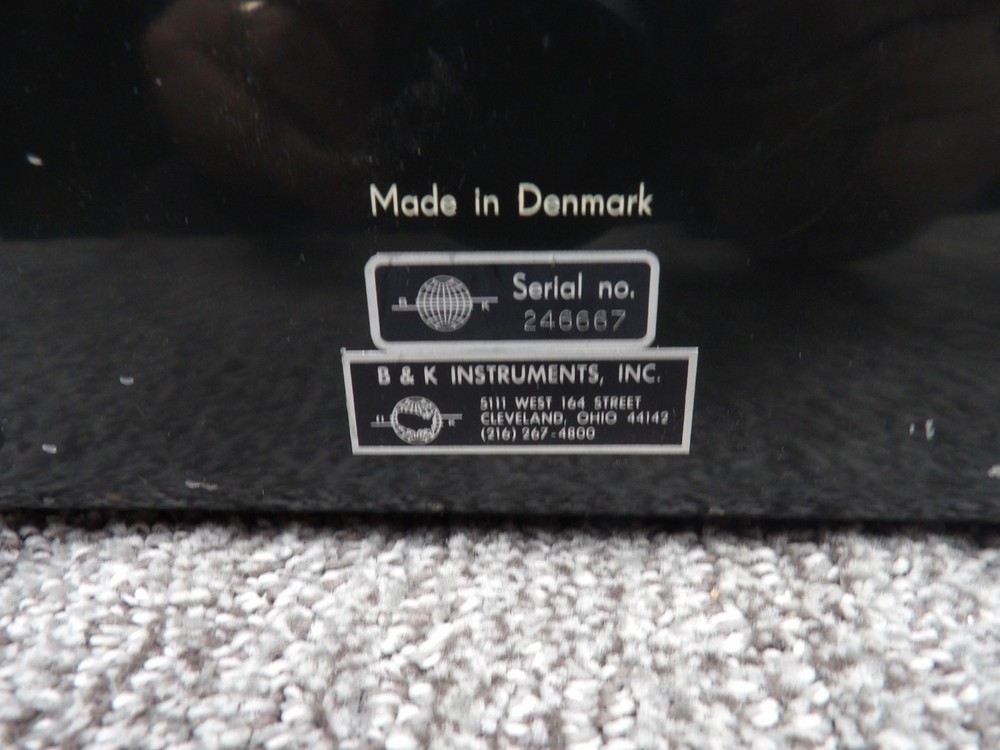 Made in Denmark
B K
Serial no.
246667
B & K INSTRUMENTS, INC.
5111 WEST 164 STREET
CLEVELAND, OHIO 44142
(216) 267-4800